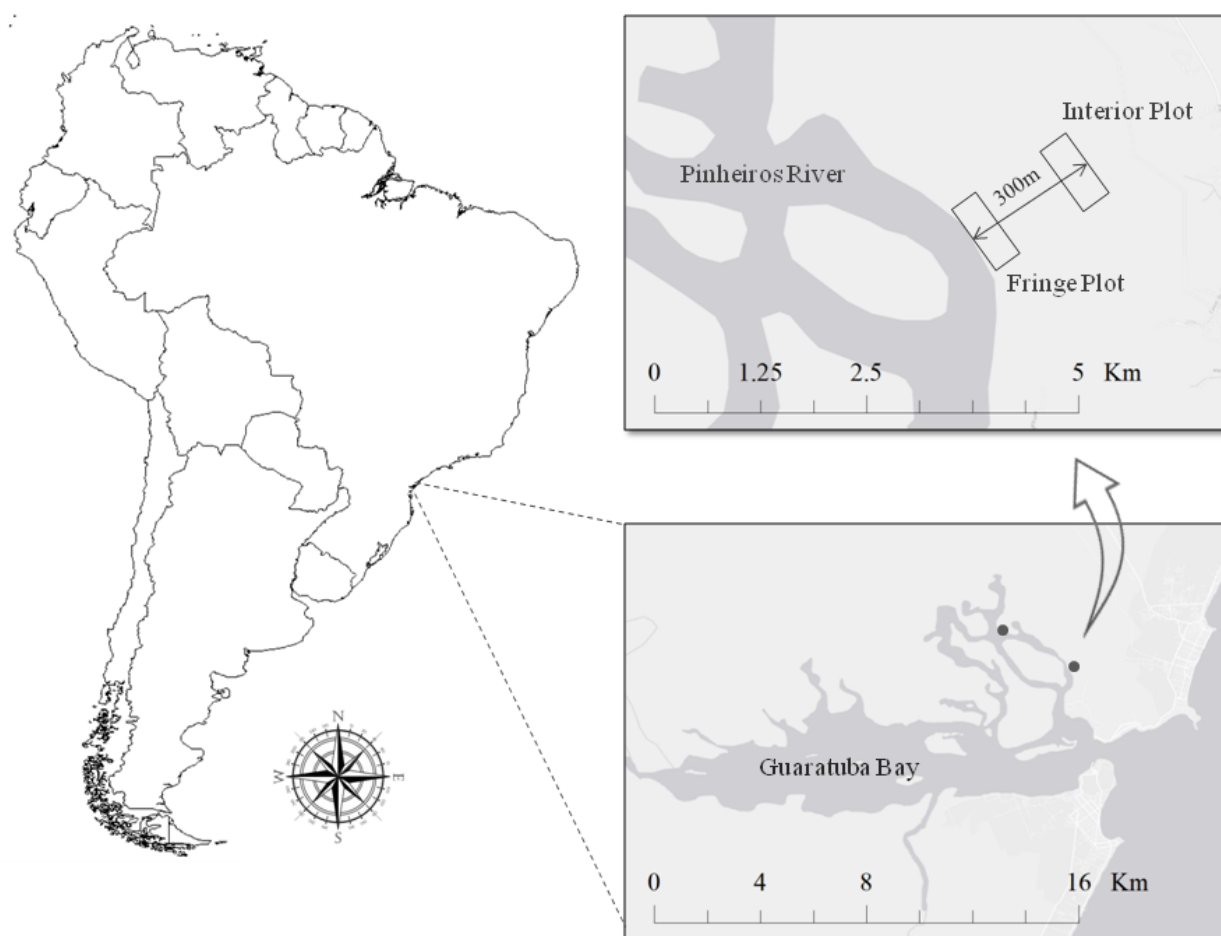 Interior Plot
Pinheiros River
300m
Fringe Plot
0 1.25 2.5 5 Km
N
W E
S
Guaratuba Bay
0 4 8 16 Km